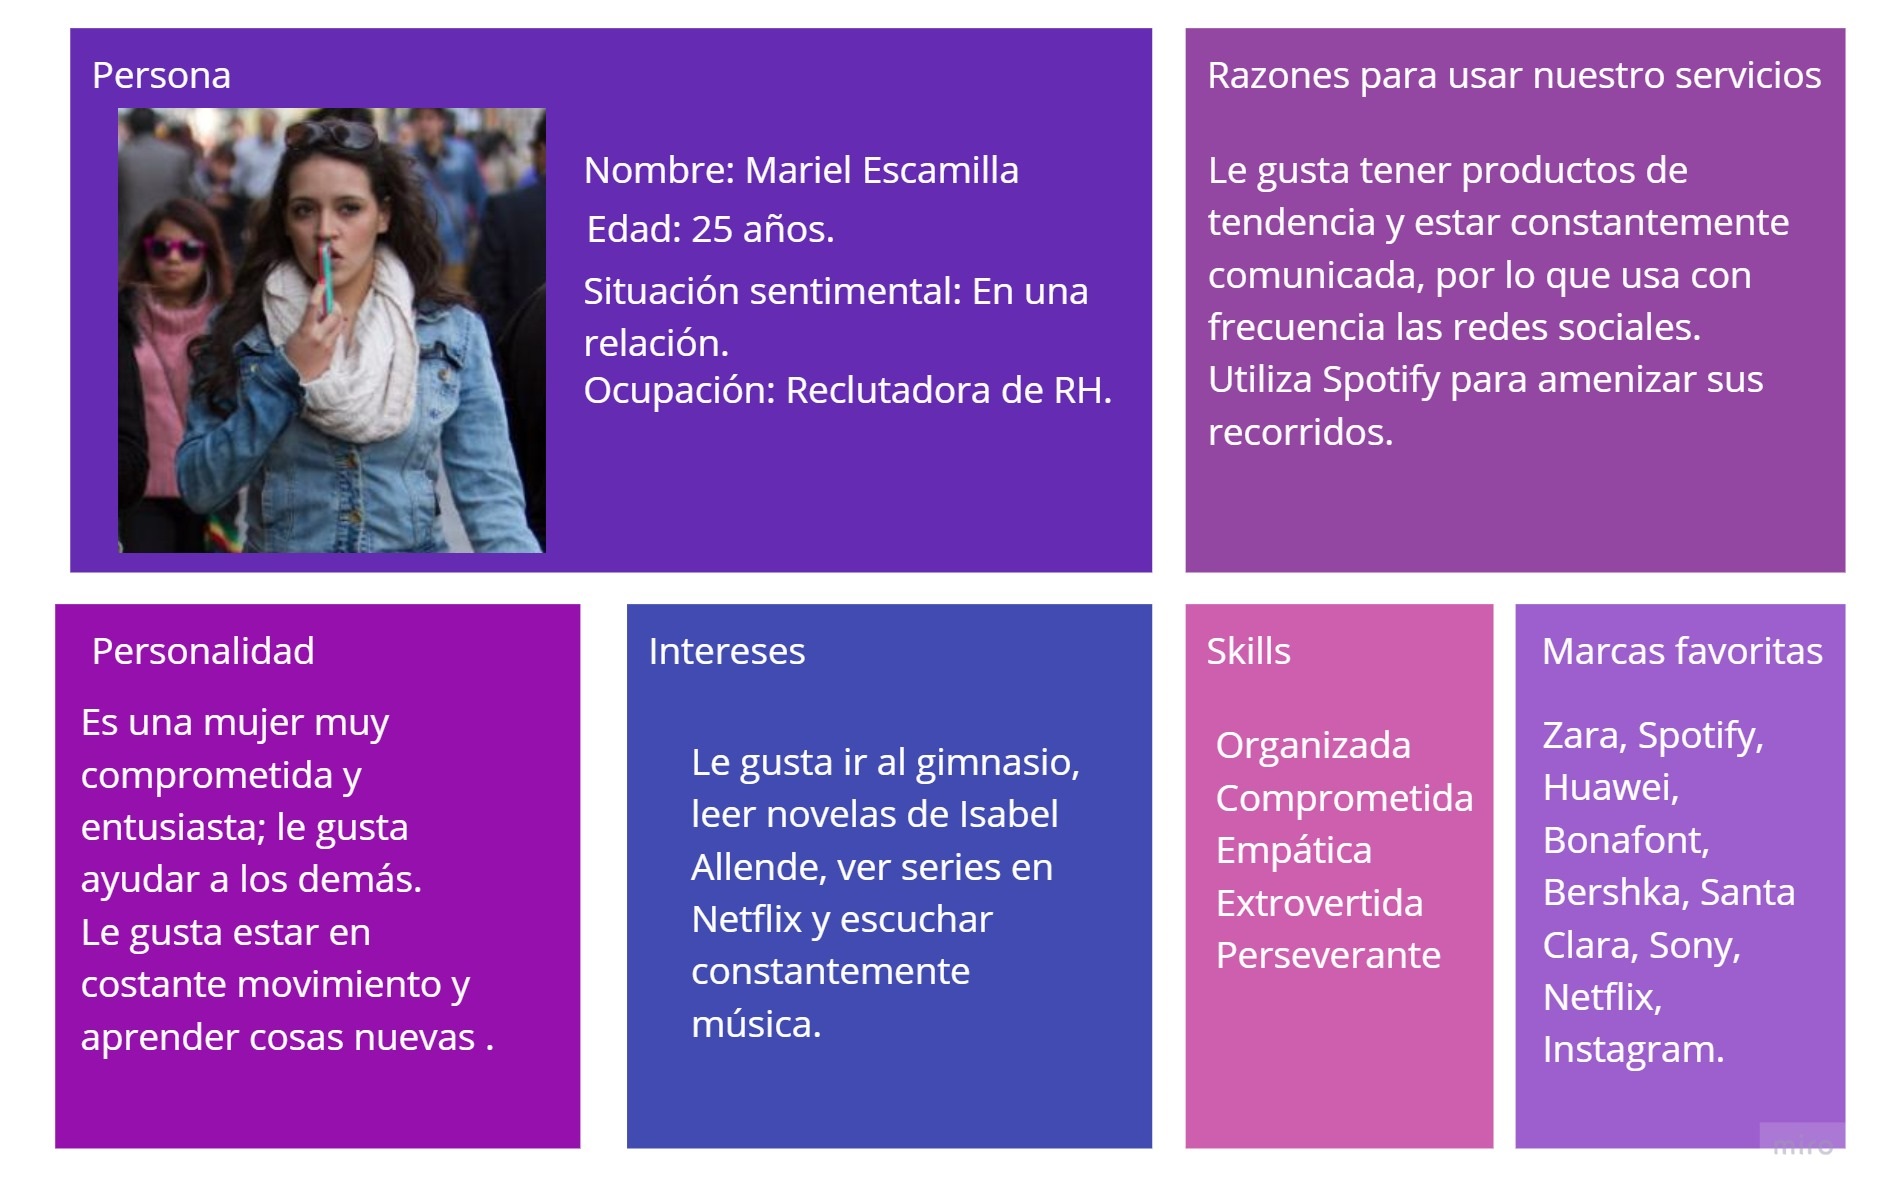 Persona
Nombre: Mariel Escamilla
Edad: 25 años.
Situación sentimental: En una
relación.
Ocupación: Reclutadora de RH.
Razones para usar nuestro servicios
Le gusta tener productos de
tendencia y estar constantemente
comunicada, por lo que usa con
frecuencia las redes sociales.
Utiliza Spotify para amenizar sus
recorridos.
Personalidad
Es una mujer muy
comprometida y
entusiasta; le gusta
ayudar a los demás.
Le gusta estar en
costante movimiento y
aprender cosas nuevas .
Intereses
Le gusta ir al gimnasio,
leer novelas de Isabel
Allende, ver series en
Netflix y escuchar
constantemente
música.
Skills
Organizada
Comprometida
Empática
Extrovertida
Perseverante
Marcas favoritas
Zara, Spotify,
Huawei,
Bonafont,
Bershka, Santa
Clara, Sony,
Netflix,
Instagram.
miro